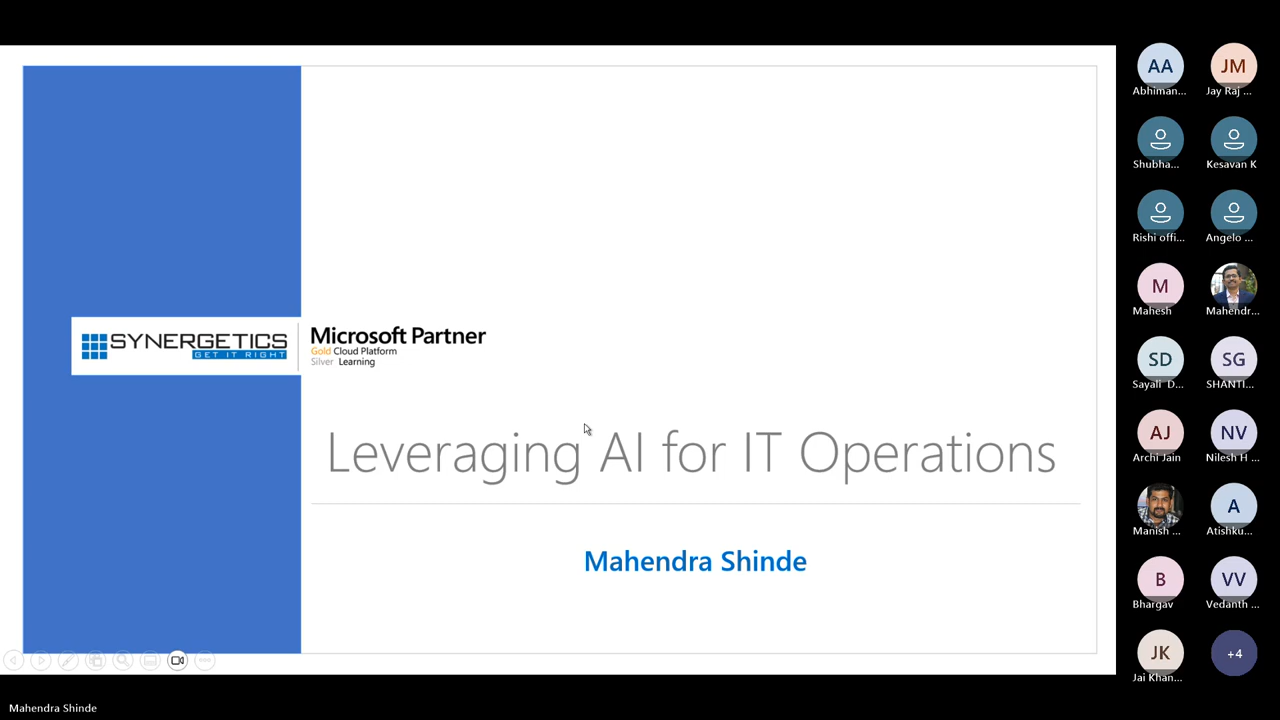 SYNERGETICS
GET IT RIGHT
Microsoft Partner
Gold Cloud Platform
Silver Learning
Leveraging AI for IT Operations
Mahendra Shinde
AA
JM
Abhiman...
Jay Raj ...
Shubha...
Kesavan K
Rishi offi...
Angelo ...
M
Mahesh
Mahendr...
SD
SG
Sayali D...
SHANTI...
AJ
NV
Archi Jain
Nilesh H ...
A
Manish ...
Atishku...
B
VV
Bhargav
Vedanth ...
JK
+4
Jai Khan...
Mahendra Shinde